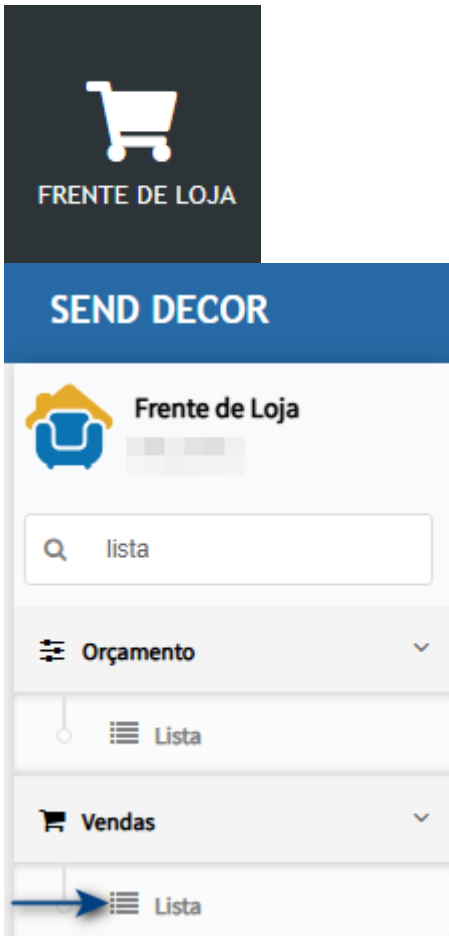 FRENTE DE LOJA
SEND DECOR
Frente de Loja
lista
Orçamento
Lista
Vendas
Lista